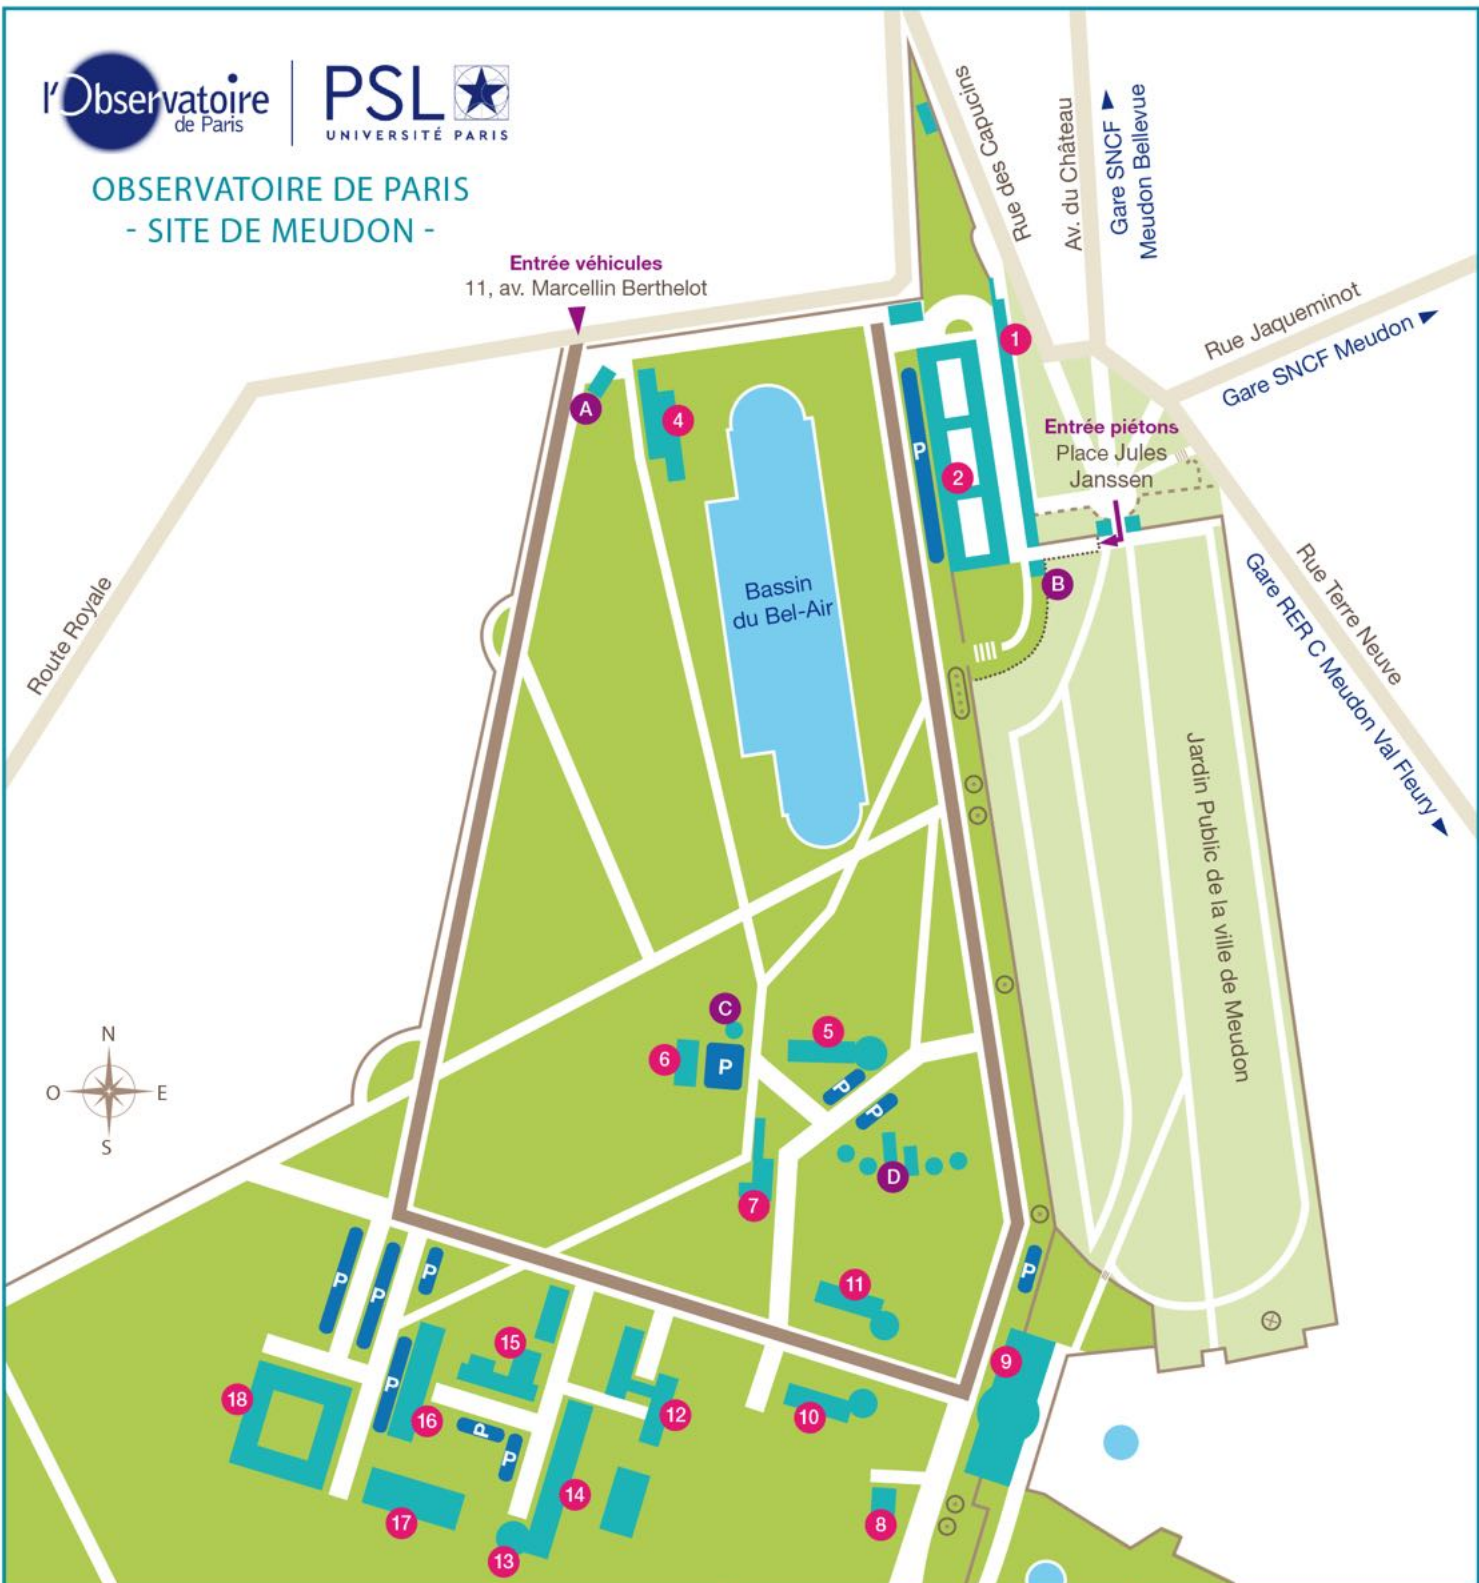 l'Observatoire
de Paris
PSL
UNIVERSITÉ PARIS
OBSERVATOIRE DE PARIS
- SITE DE MEUDON -
Entrée véhicules
11, av. Marcellin Berthelot
Rue des Capucins
Av. du Château
Gare SNCF
Meudon Bellevue
Rue Jaqueminot
Gare SNCF Meudon
1
A
4
Entrée piétons
Place Jules
Janssen
P
2
Bassin
du Bel-Air
B
Rue Terre Neuve
Gare RER C Meudon Val Fleury
Route Royale
Jardin Public de la ville de Meudon
C
5
6
P
P
P
N
O
E
S
D
7
P
P
P
P
11
15
9
18
P
16
12
10
P
P
14
17
8
13